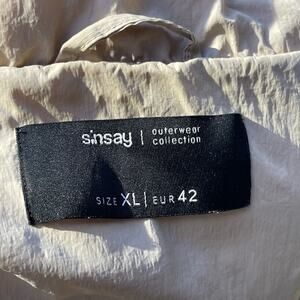 sinsay | outerwear
collection
SIZE XL | EUR 42